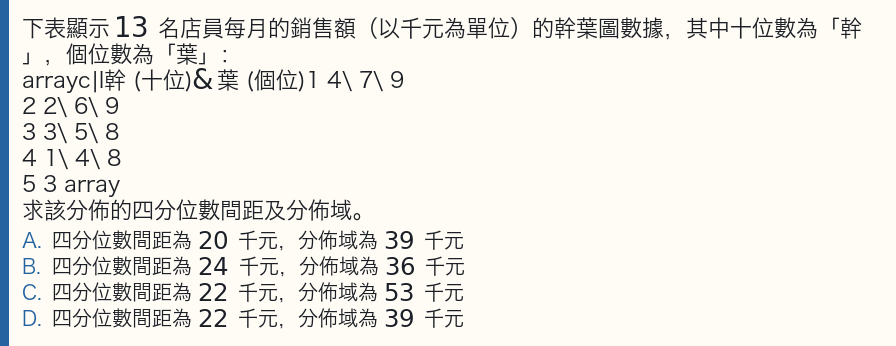 下表顯示 13 名店員每月的銷售額（以千元為單位）的幹葉圖數據，其中十位數為「幹
」，個位數為「葉」：
arrayc|l幹 (十位)& 葉 (個位)1 4\ 7\ 9
2 2\ 6\ 9
3 3\ 5\ 8
4 1\ 4\ 8
5 3 array
求該分佈的四分位數間距及分佈域。
A. 四分位數間距為 20 千元，分佈域為 39 千元
B. 四分位數間距為 24 千元，分佈域為 36 千元
C. 四分位數間距為 22 千元，分佈域為 53 千元
D. 四分位數間距為 22 千元，分佈域為 39 千元